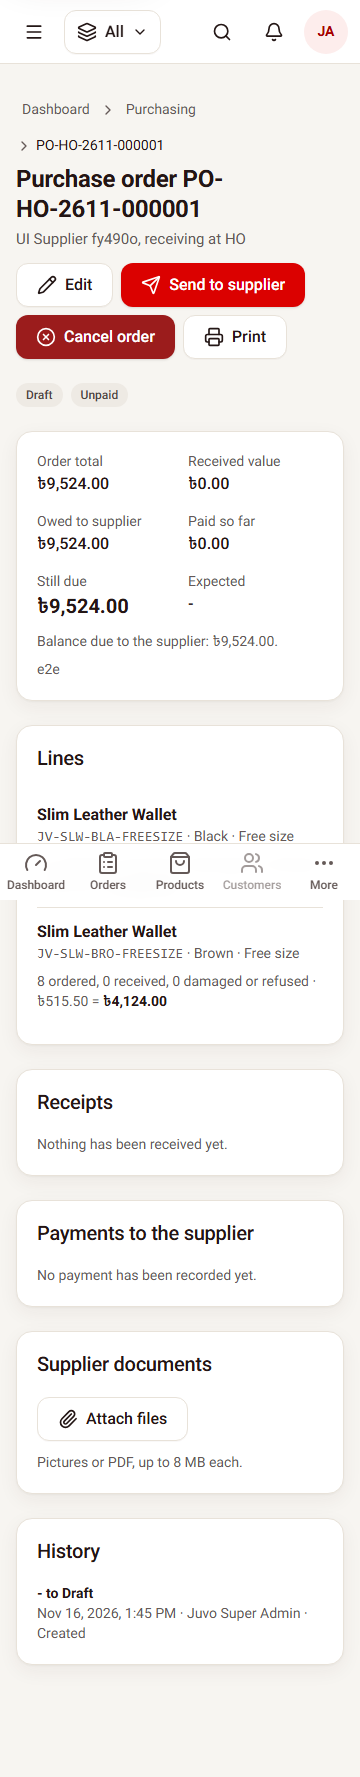 All
JA
Dashboard > Purchasing
> PO-HO-2611-000001
Purchase order PO-
HO-2611-000001
UI Supplier fy490o, receiving at HO
Edit
Send to supplier
Cancel order
Print
Draft
Unpaid
Order total
Received value
৳9,524.00
৳0.00
Owed to supplier
Paid so far
৳9,524.00
৳0.00
Still due
Expected
৳9,524.00
-
Balance due to the supplier: ৳9,524.00.
e2e
Lines
Slim Leather Wallet
JV-SLW-BLA-FREESIZE · Black · Free size
Dashboard
Orders
Products
Customers
More
Slim Leather Wallet
JV-SLW-BRO-FREESIZE · Brown · Free size
8 ordered, 0 received, 0 damaged or refused ·
৳515.50 = ৳4,124.00
Receipts
Nothing has been received yet.
Payments to the supplier
No payment has been recorded yet.
Supplier documents
Attach files
Pictures or PDF, up to 8 MB each.
History
- to Draft
Nov 16, 2026, 1:45 PM · Juvo Super Admin ·
Created